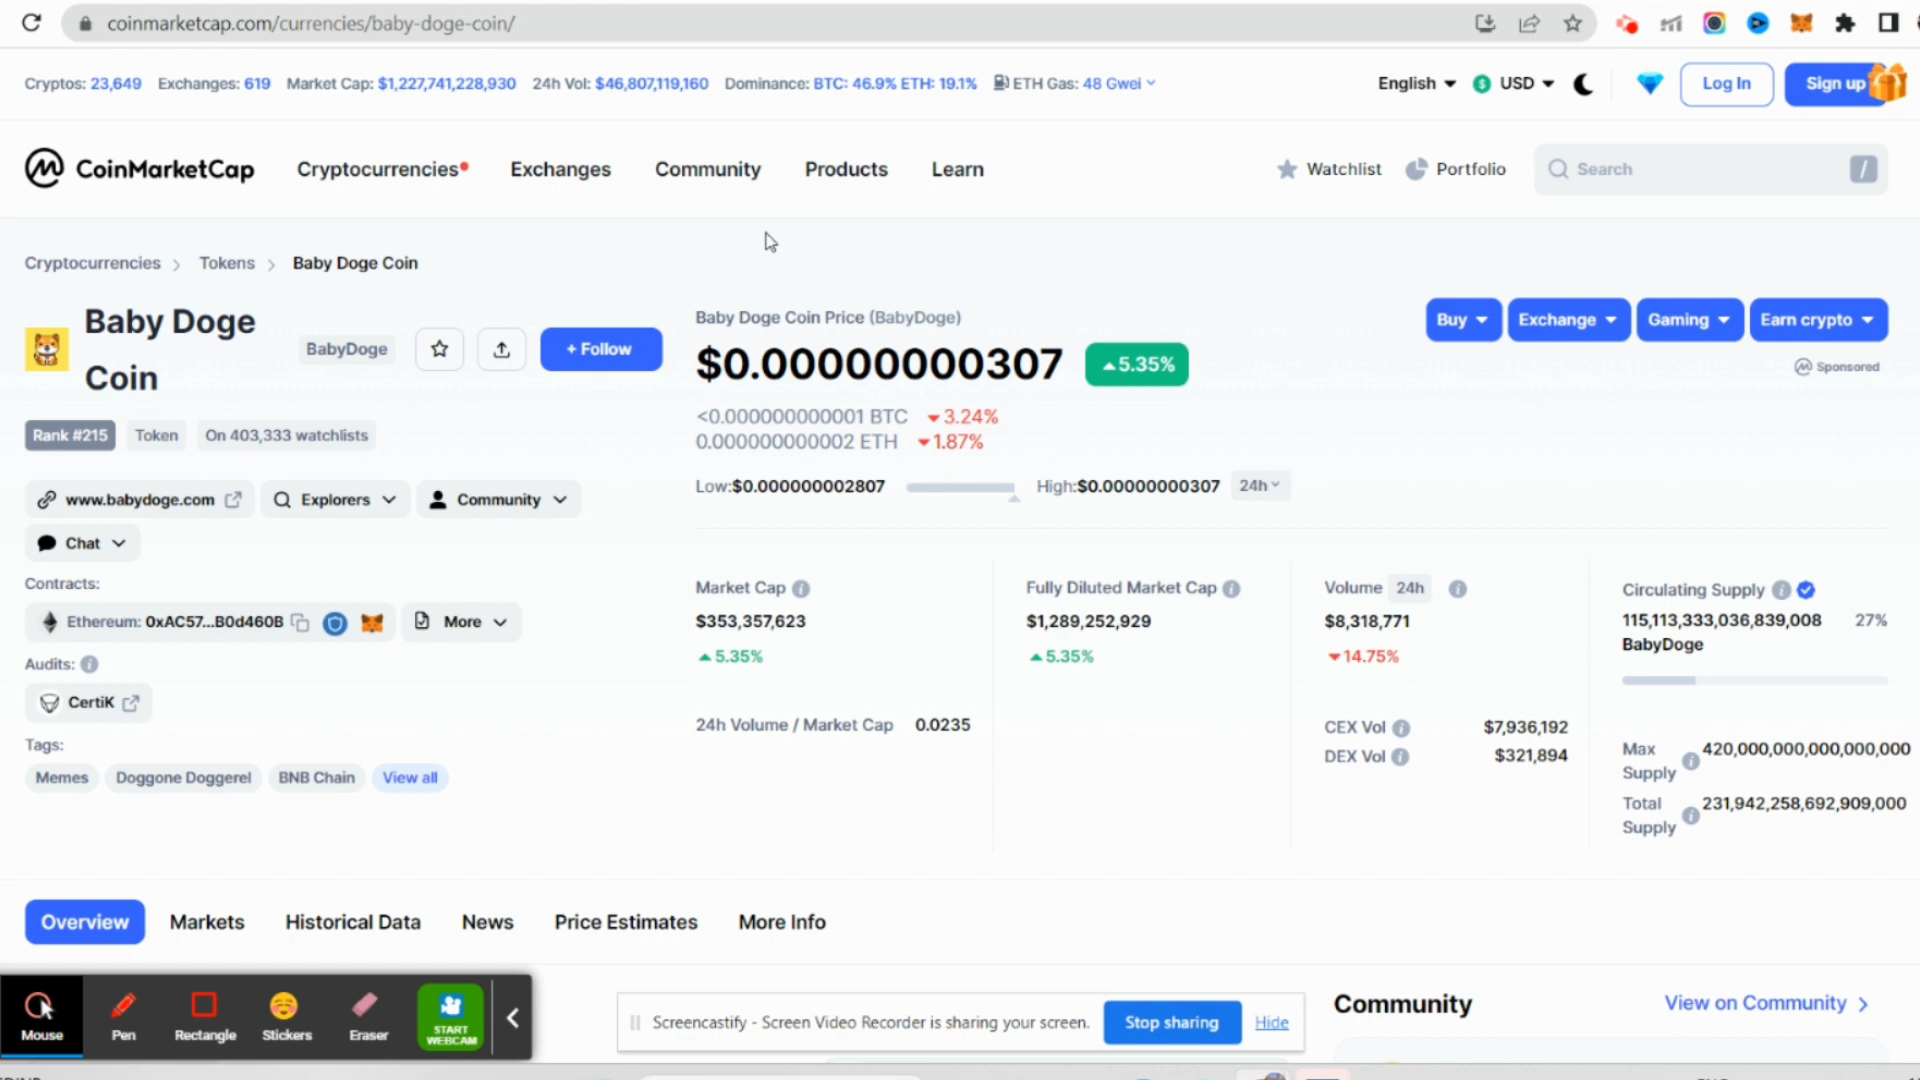 coinmarketcap.com/currencies/baby-doge-coin/
Cryptos: 23,649 Exchanges: 619 Market Cap: $1,227,741,228,930 24h Vol: $46,807,119,160 Dominance: BTC: 46.9% ETH: 19.1% ETH Gas: 48 Gwei
English USD Log In Sign up
CoinMarketCap Cryptocurrencies Exchanges Community Products Learn
Watchlist Portfolio Search /
Cryptocurrencies > Tokens > Baby Doge Coin
Baby Doge Coin
BabyDoge
+ Follow
Rank #215 Token On 403,333 watchlists
www.babydoge.com Explorers Community
Chat
Contracts:
Ethereum: 0xAC57...B0d460B More
Audits:
CertiK
Tags:
Memes Doggone Doggerel BNB Chain View all
Baby Doge Coin Price (BabyDoge)
$0.00000000307 5.35%
<0.000000000001 BTC 3.24%
0.000000000002 ETH 1.87%
Low:$0.000000002807 High:$0.00000000307 24h
Buy Exchange Gaming Earn crypto
Sponsored
Market Cap
$353,357,623
5.35%
24h Volume / Market Cap 0.0235
Fully Diluted Market Cap
$1,289,252,929
5.35%
Volume 24h
$8,318,771
14.75%
CEX Vol $7,936,192
DEX Vol $321,894
Circulating Supply
115,113,333,036,839,008 27%
BabyDoge
Max Supply 420,000,000,000,000,000
Total Supply 231,942,258,692,909,000
Overview Markets Historical Data News Price Estimates More Info
Mouse Pen Rectangle Stickers Eraser START WEBCAM
Screencastify - Screen Video Recorder is sharing your screen. Stop sharing Hide
Community View on Community >